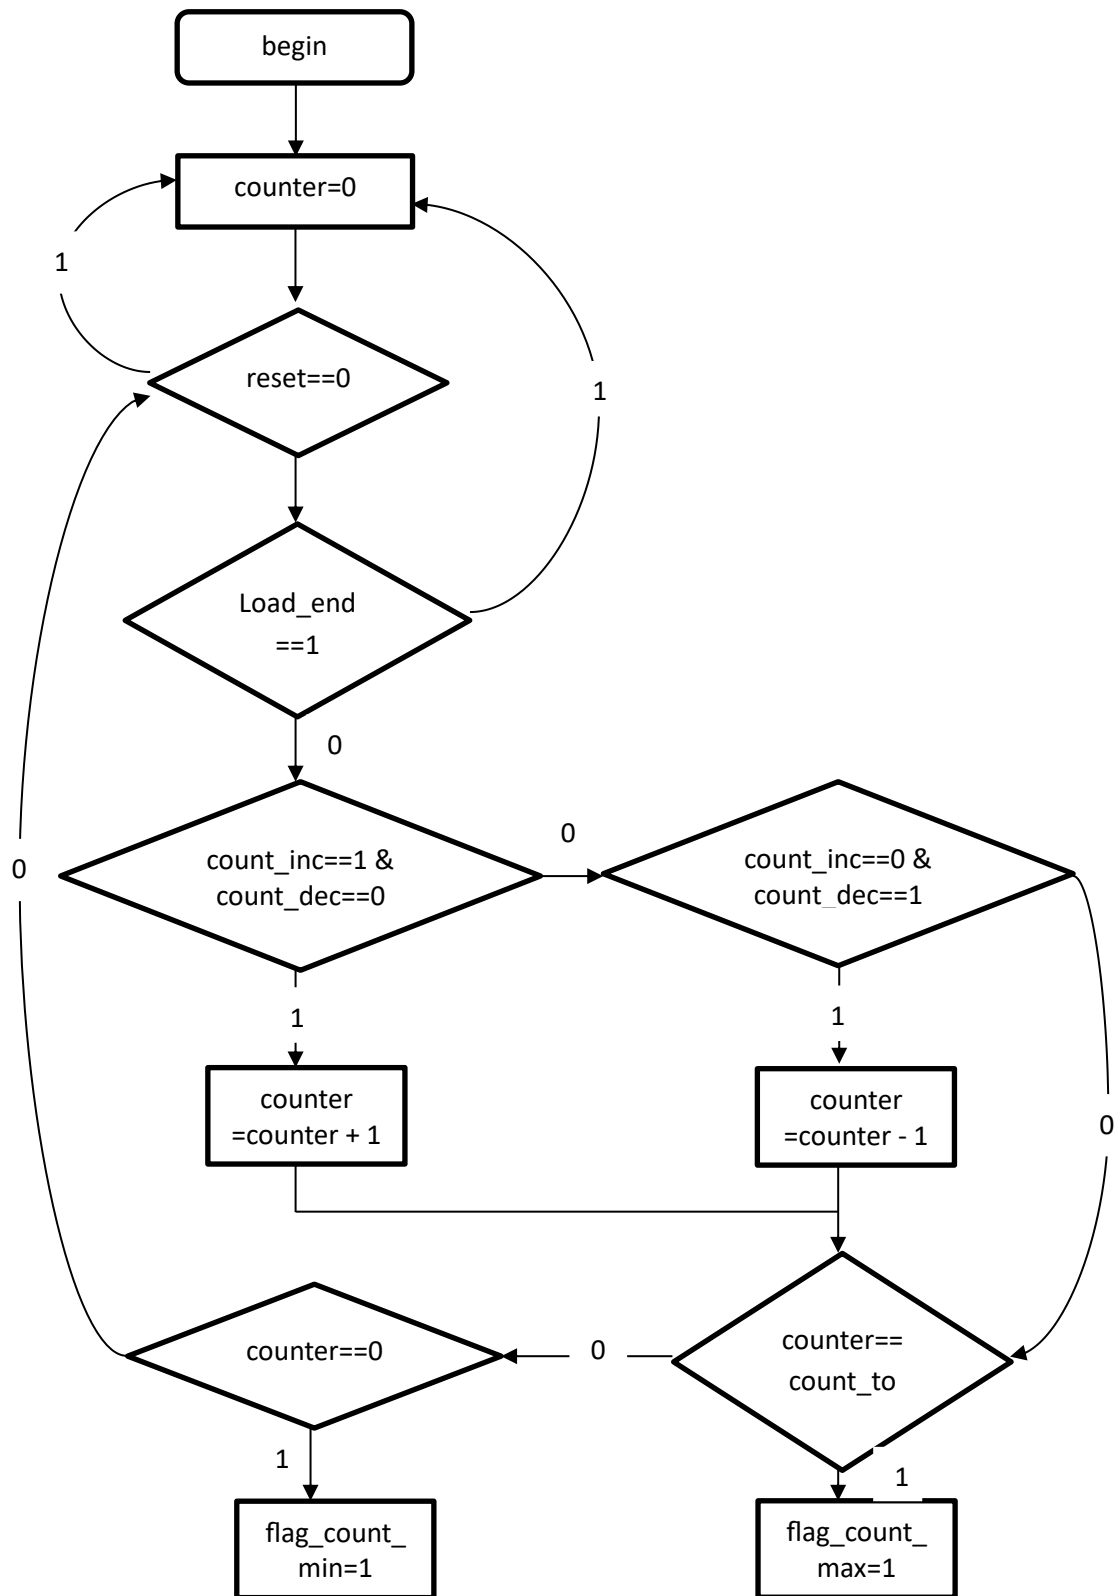 begin
counter=0
1
reset==0
1
Load_end
==1
0
count_inc==1 &
count_dec==0
0
count_inc==0 &
count_dec==1
0
1
1
counter
=counter + 1
counter
=counter - 1
0
counter==0
0
counter==
count_to
1
1
flag_count_
min=1
flag_count_
max=1